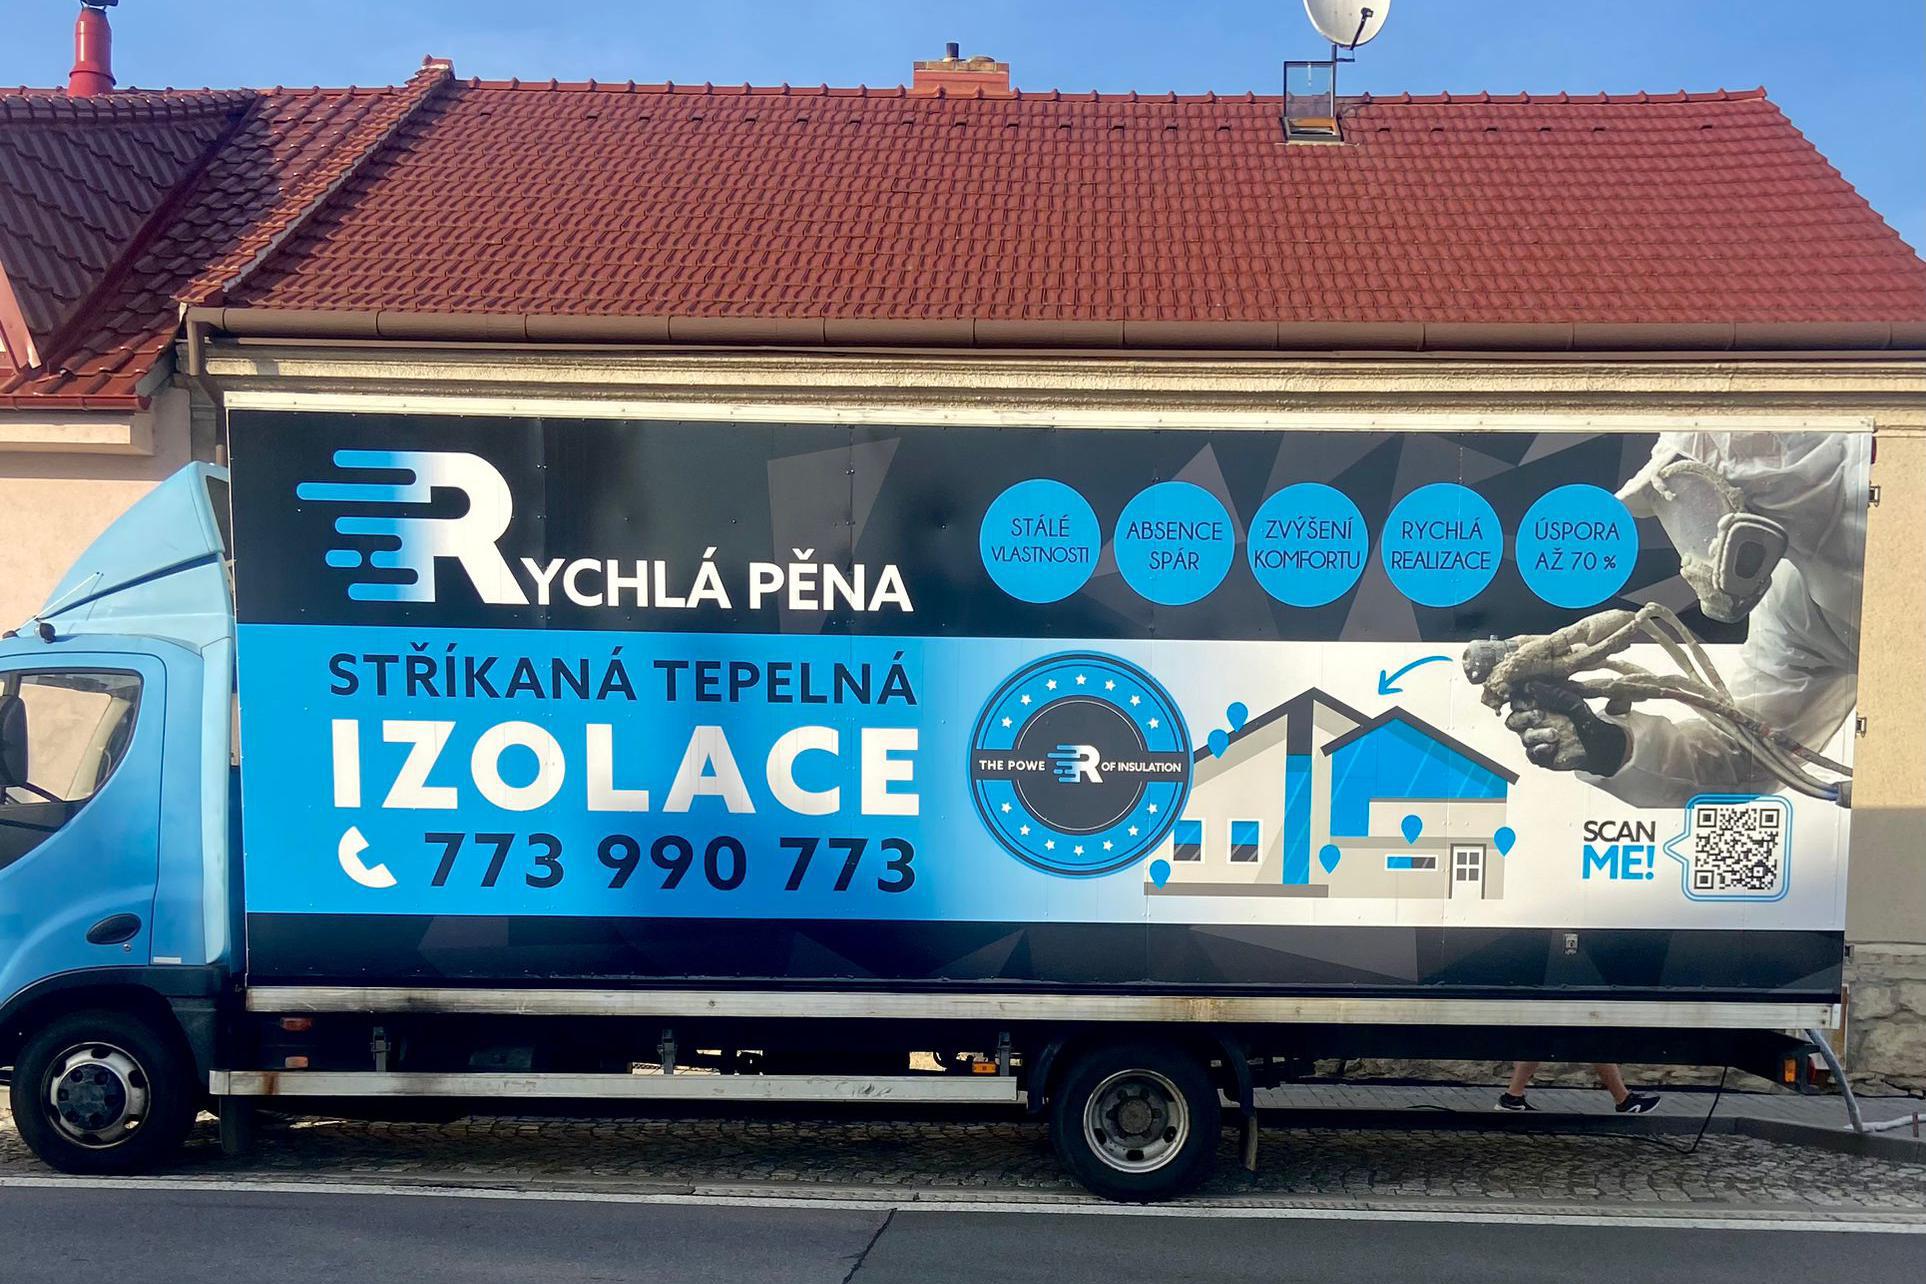 RYCHLÁ PĚNA
STŘÍKANÁ TEPELNÁ
IZOLACE
773 990 773
STÁLÉ
VLASTNOSTI
ABSENCE
SPÁR
ZVÝŠENÍ
KOMFORTU
RYCHLÁ
REALIZACE
ÚSPORA
AŽ 70 %
THE POWE R OF INSULATION
SCAN
ME!